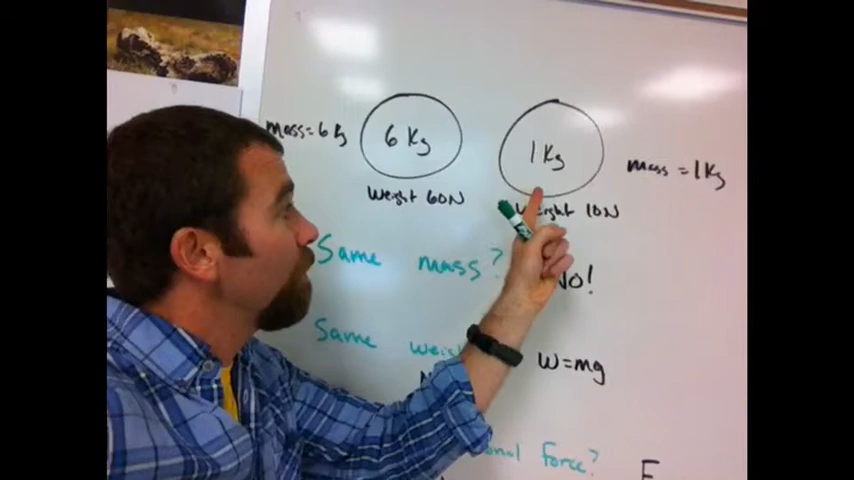 mass = 6 Kg
6 Kg
1 Kg
mass = 1 Kg
Weight 60N
Weight 10N
Same mass?
No!
Same
W=mg
Force?
F